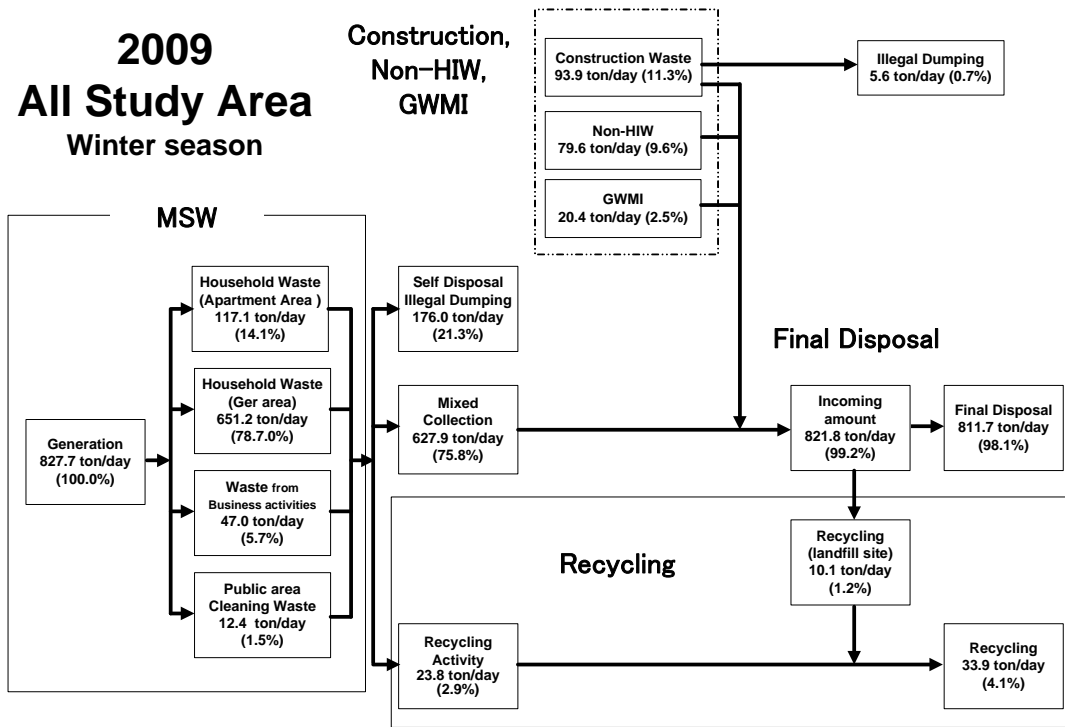 2009
All Study Area
Winter season
Construction,
Non-HIW,
GWMI
Construction Waste
93.9 ton/day (11.3%)
Illegal Dumping
5.6 ton/day (0.7%)
Non-HIW
79.6 ton/day (9.6%)
GWMI
20.4 ton/day (2.5%)
MSW
Generation
827.7 ton/day
(100.0%)
Household Waste
(Apartment Area )
117.1 ton/day
(14.1%)
Household Waste
(Ger area)
651.2 ton/day
(78.7.0%)
Waste from
Business activities
47.0 ton/day
(5.7%)
Public area
Cleaning Waste
12.4 ton/day
(1.5%)
Self Disposal
Illegal Dumping
176.0 ton/day
(21.3%)
Mixed
Collection
627.9 ton/day
(75.8%)
Final Disposal
Incoming
amount
821.8 ton/day
(99.2%)
Final Disposal
811.7 ton/day
(98.1%)
Recycling
Recycling
(landfill site)
10.1 ton/day
(1.2%)
Recycling
Activity
23.8 ton/day
(2.9%)
Recycling
33.9 ton/day
(4.1%)